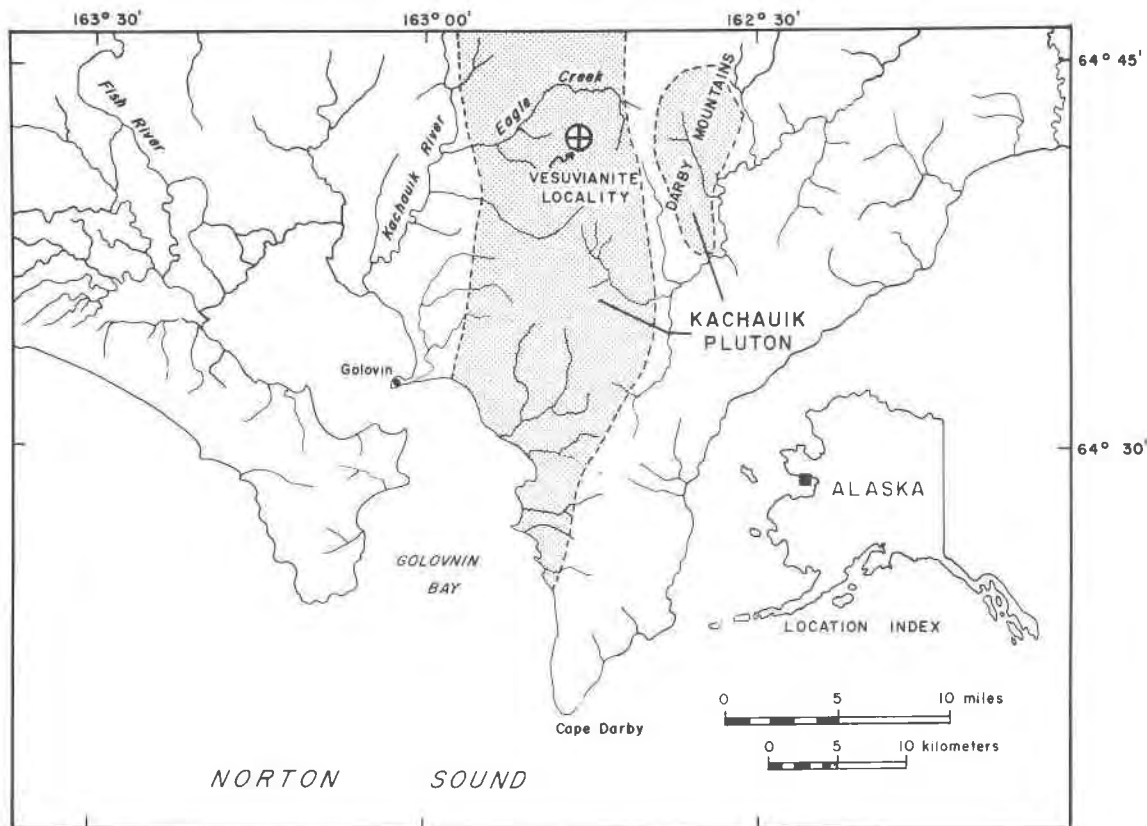 163° 30'
163° 00'
162° 30'
64° 45'
Fish River
Kachauik River
Eagle Creek
DARBY MOUNTAINS
VESUVIANITE
LOCALITY
KACHAUIK
PLUTON
Golovin
64° 30'
ALASKA
GOLOVNIN
BAY
LOCATION INDEX
0 5 10 miles
Cape Darby
0 5 10 kilometers
NORTON SOUND